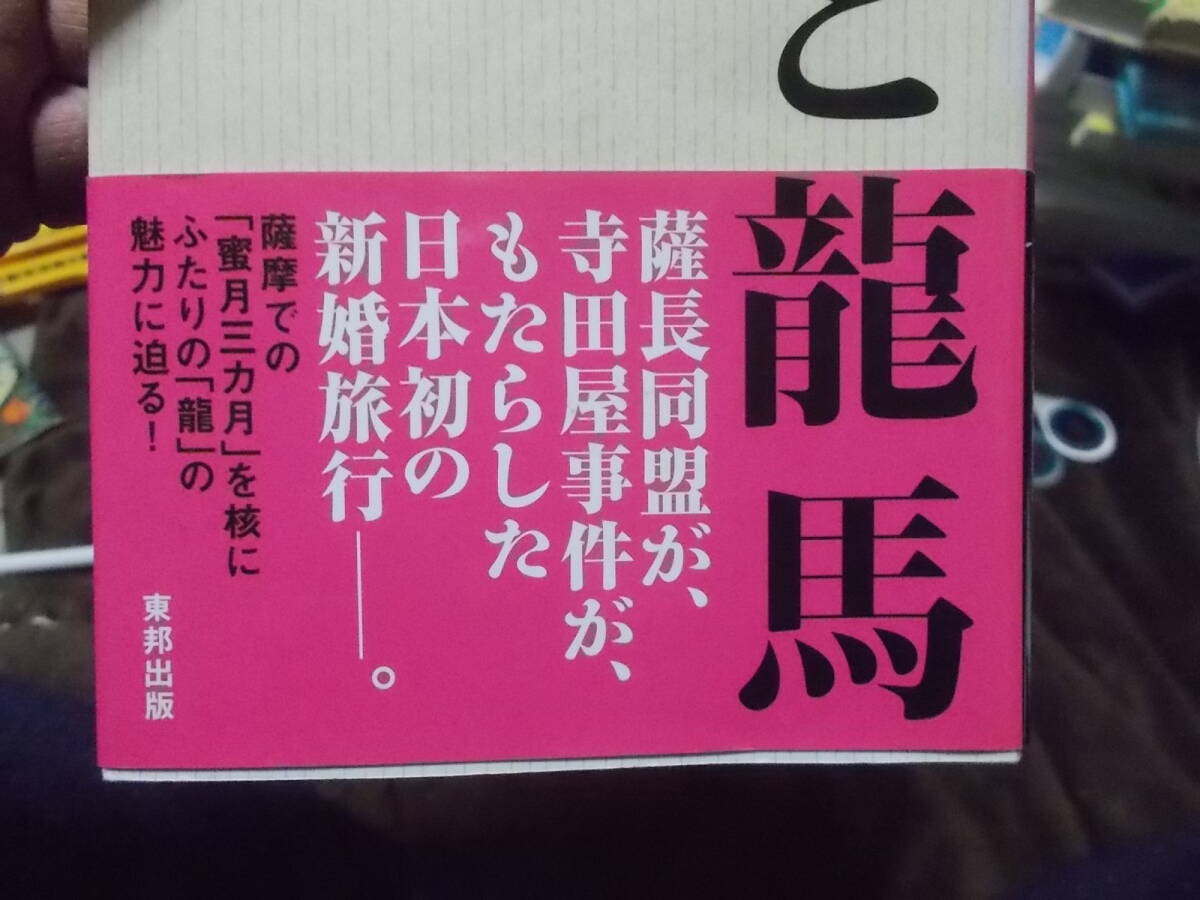 と龍馬
薩長同盟が、
寺田屋事件が、
もたらした
日本初の
新婚旅行――。
薩摩での
「蜜月三カ月」を核に
ふたりの「龍」の
魅力に迫る！
東邦出版